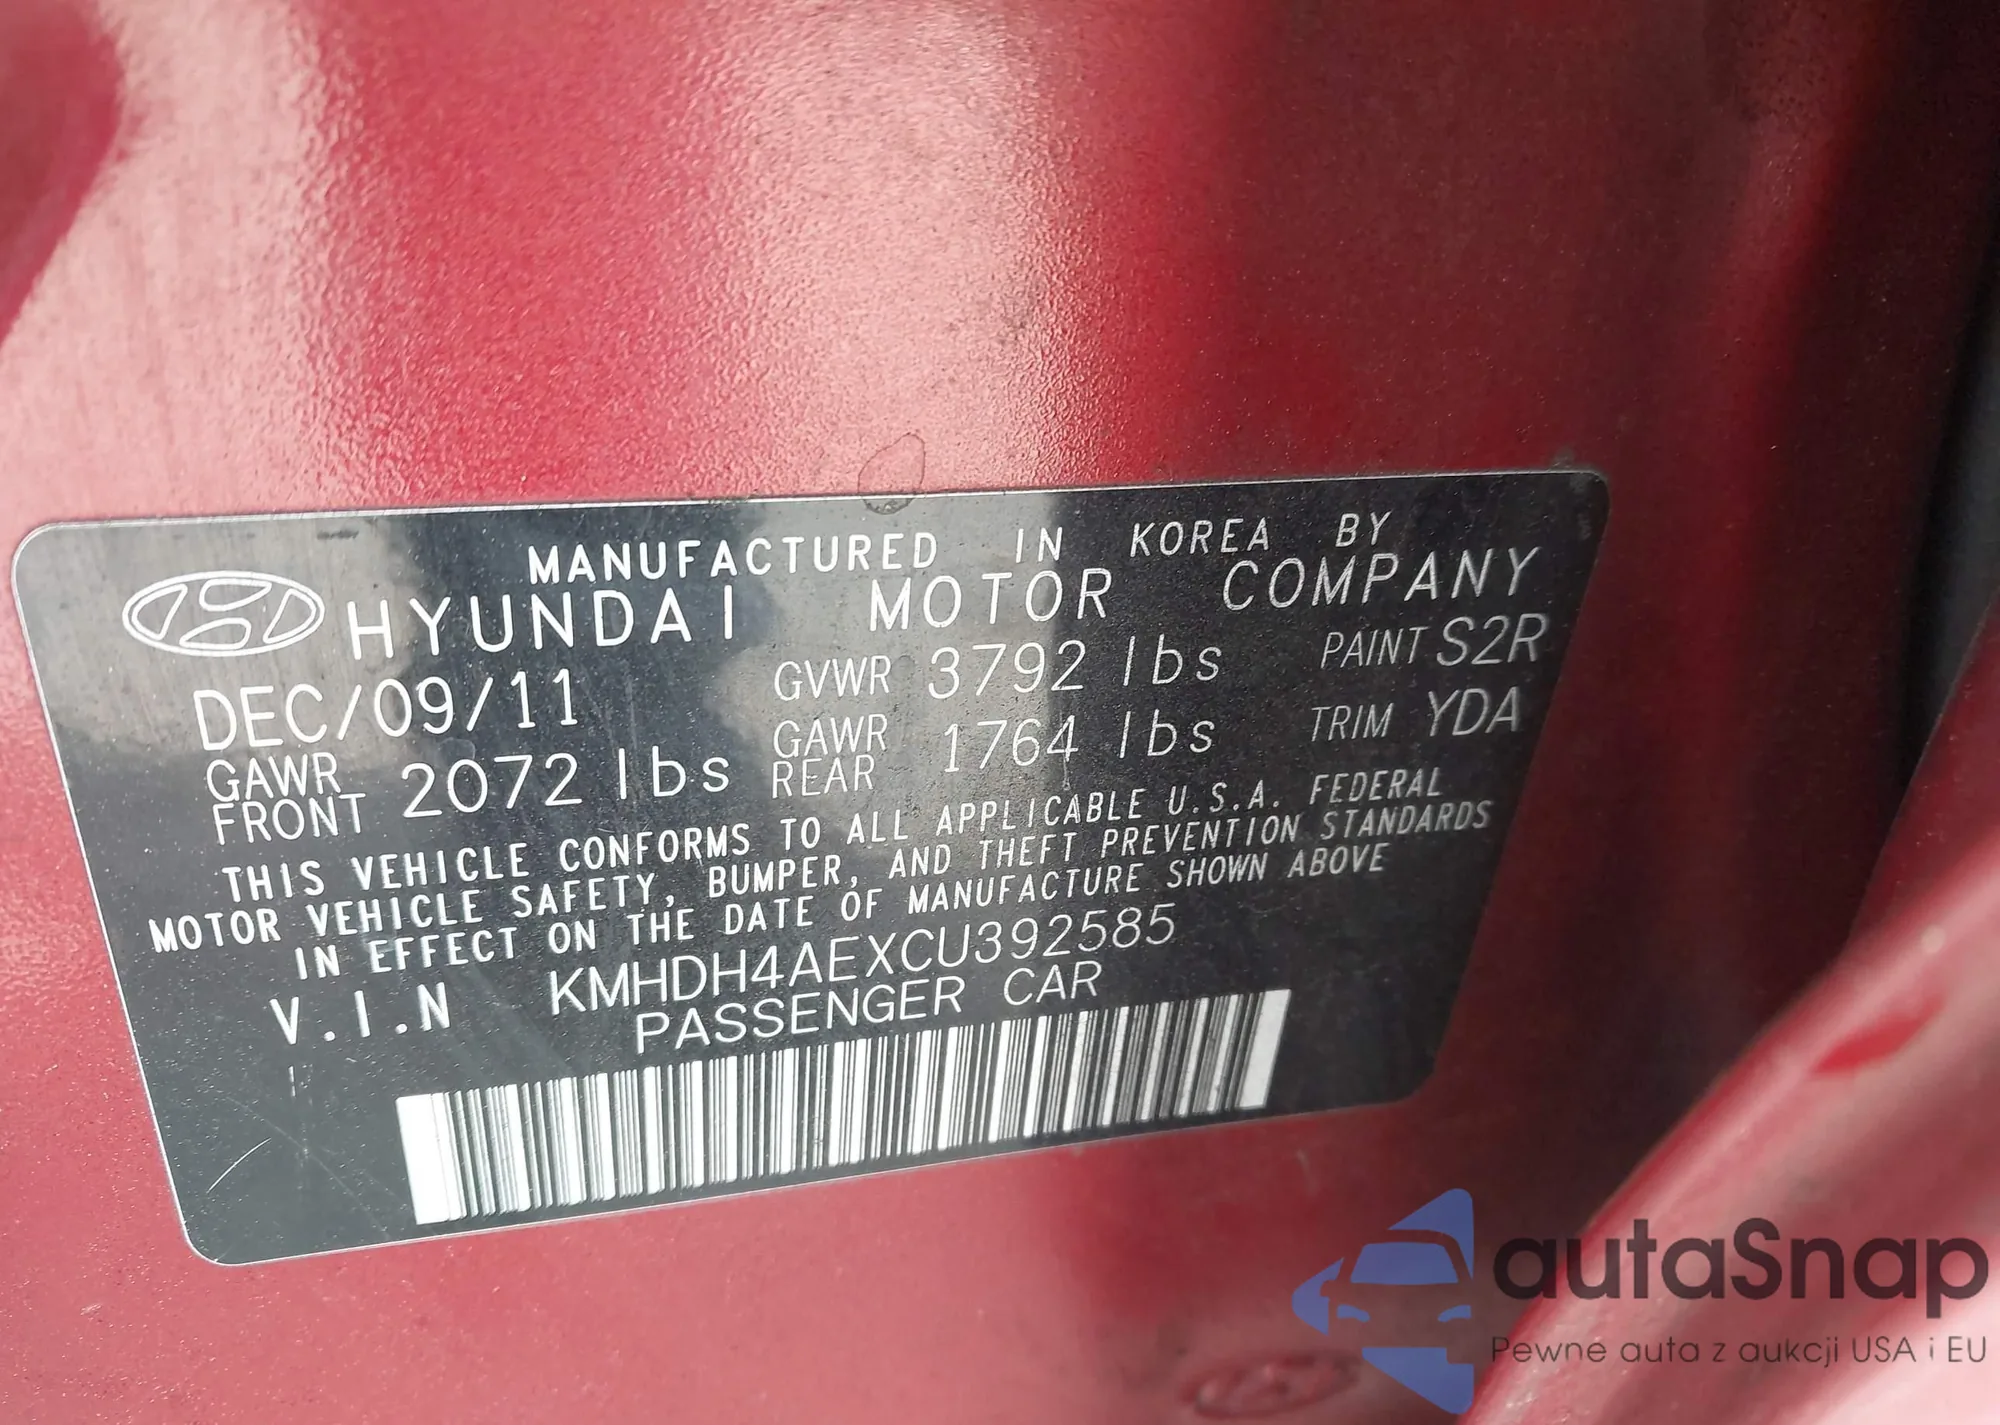 MANUFACTURED IN KOREA BY
HYUNDAI MOTOR COMPANY
DEC/09/11 GVWR 3792 lbs PAINT S2R
GAWR FRONT 2072 lbs GAWR REAR 1764 lbs TRIM YDA
THIS VEHICLE CONFORMS TO ALL APPLICABLE U.S.A. FEDERAL
MOTOR VEHICLE SAFETY, BUMPER, AND THEFT PREVENTION STANDARDS
IN EFFECT ON THE DATE OF MANUFACTURE SHOWN ABOVE
V.I.N KMHDH4AEXCU392585
PASSENGER CAR
autaSnap
Pewne auta z aukcji USA i EU